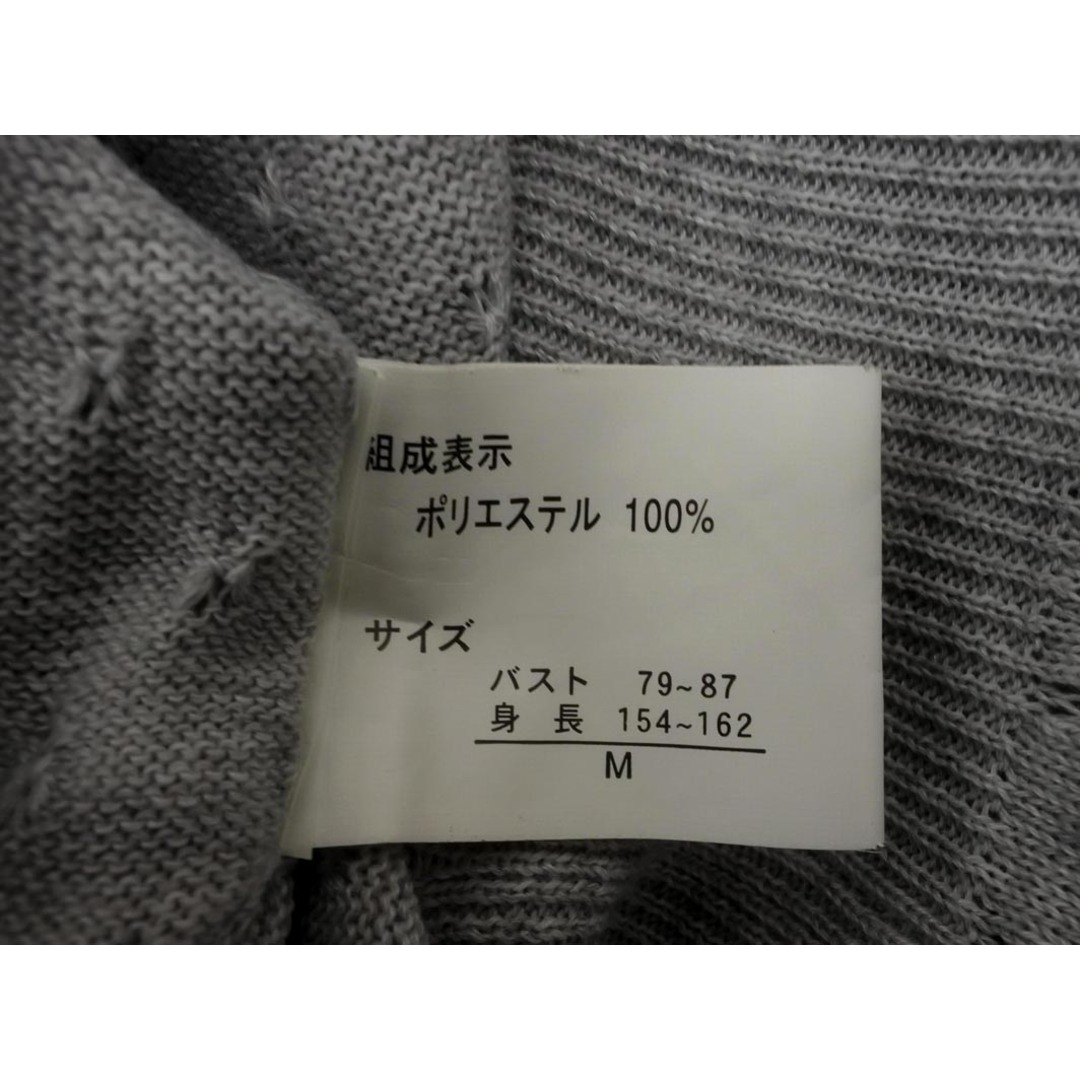 組成表示
ポリエステル 100%
サイズ
バスト 79~87
身長 154~162
M